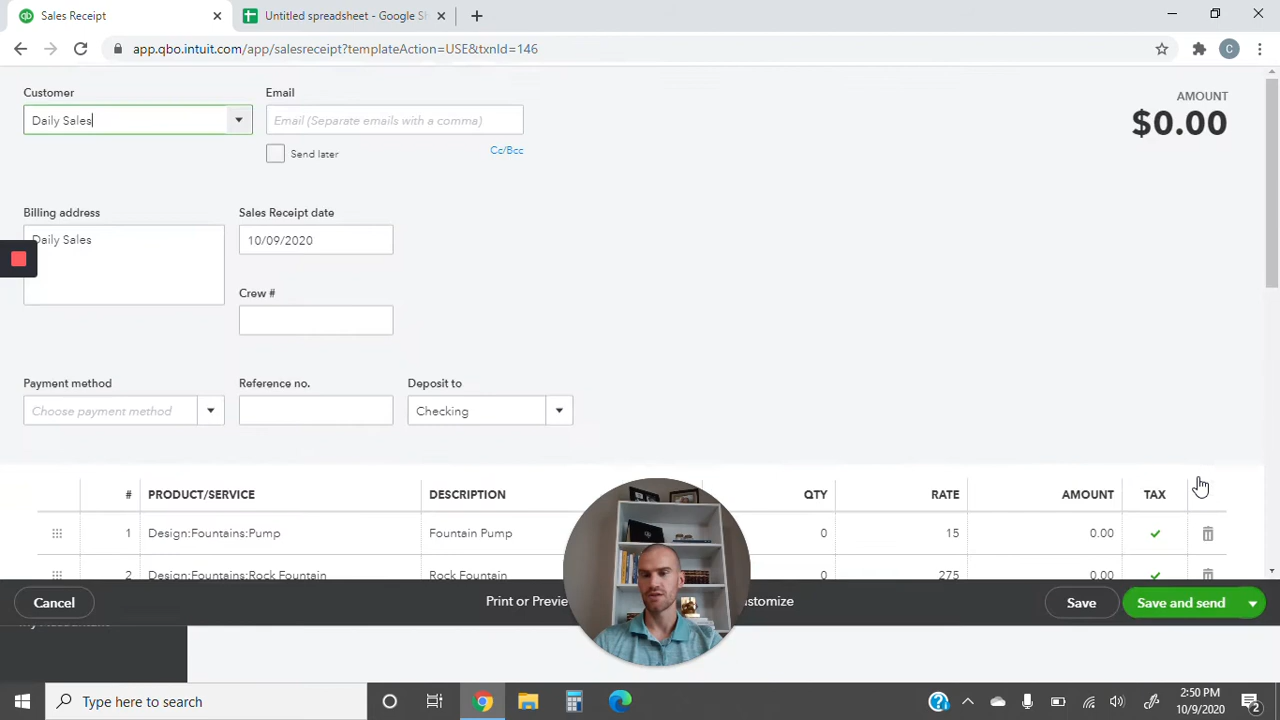 Sales Receipt
Untitled spreadsheet - Google Sh
app.qbo.intuit.com/app/salesreceipt?templateAction=USE&txnId=146
C
Customer
Email
AMOUNT
Daily Sales
Email (Separate emails with a comma)
$0.00
Send later
Cc/Bcc
Billing address
Sales Receipt date
Daily Sales
10/09/2020
Crew #
Payment method
Reference no.
Deposit to
Choose payment method
Checking
# PRODUCT/SERVICE DESCRIPTION QTY RATE AMOUNT TAX
1 Design:Fountains:Pump Fountain Pump 0 15 0.00
2 Design:Fountains:Rock Fountain Rock Fountain 0 275 0.00
Cancel
Print or Previe
ustomize
Save
Save and send
My Accountant
Type here to search
2:50 PM
10/9/2020
2